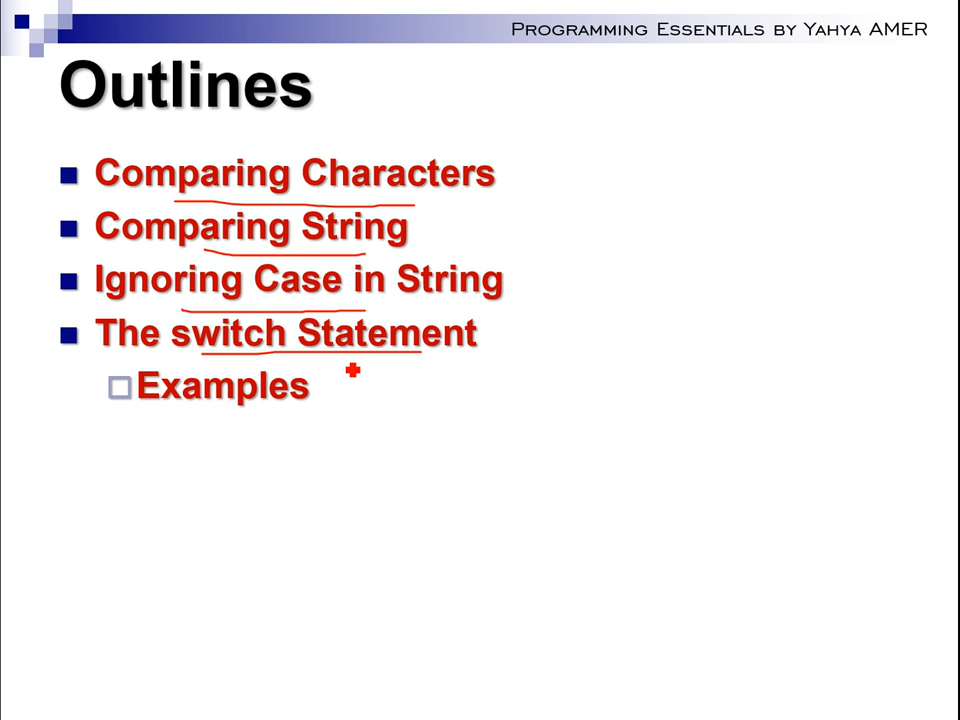 Programming Essentials by Yahya AMER
Outlines
Comparing Characters
Comparing String
Ignoring Case in String
The switch Statement
Examples